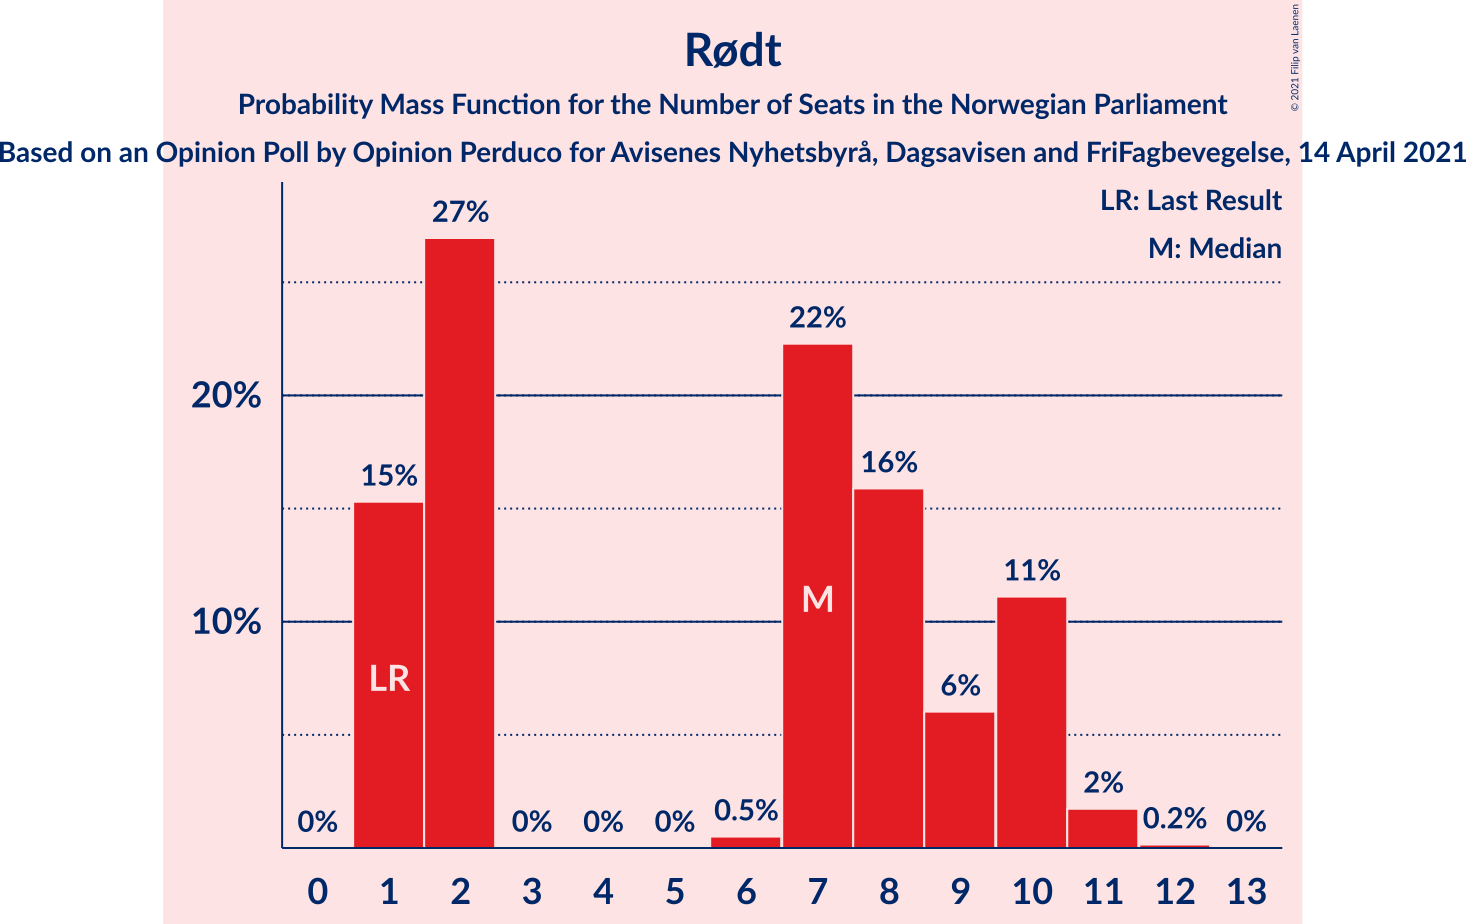 Rødt
Probability Mass Function for the Number of Seats in the Norwegian Parliament
Based on an Opinion Poll by Opinion Perduco for Avisenes Nyhetsbyrå, Dagsavisen and FriFagbevegelse, 14 April 2021
© 2021 Filip van Laenen
LR: Last Result
M: Median
27%
22%
20%
15%
16%
11%
M
10%
LR
6%
2%
0% 0% 0% 0% 0.5% 0.2% 0%
0 1 2 3 4 5 6 7 8 9 10 11 12 13